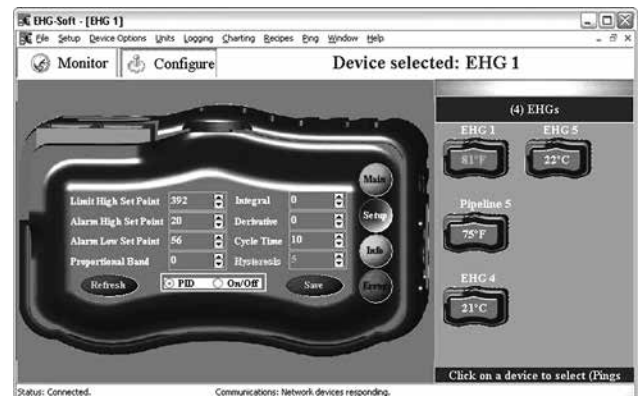 EHG-Soft - [EHG 1]
File Setup Device Options Units Logging Charting Recipes Ping Window Help
Monitor Configure Device selected: EHG 1
(4) EHGs
EHG 1 EHG 5
81°F 22°C
Pipeline 5
75°F
EHG 4
21°C
Main
Setup
Info
Error
Limit High Set Point 392 Integral 0
Alarm High Set Point 20 Derivative 0
Alarm Low Set Point 56 Cycle Time 10
Proportional Band 0 Hysteresis 5
Refresh PID On/Off Save
Click on a device to select (Pings
Status: Connected. Communications: Network devices responding.